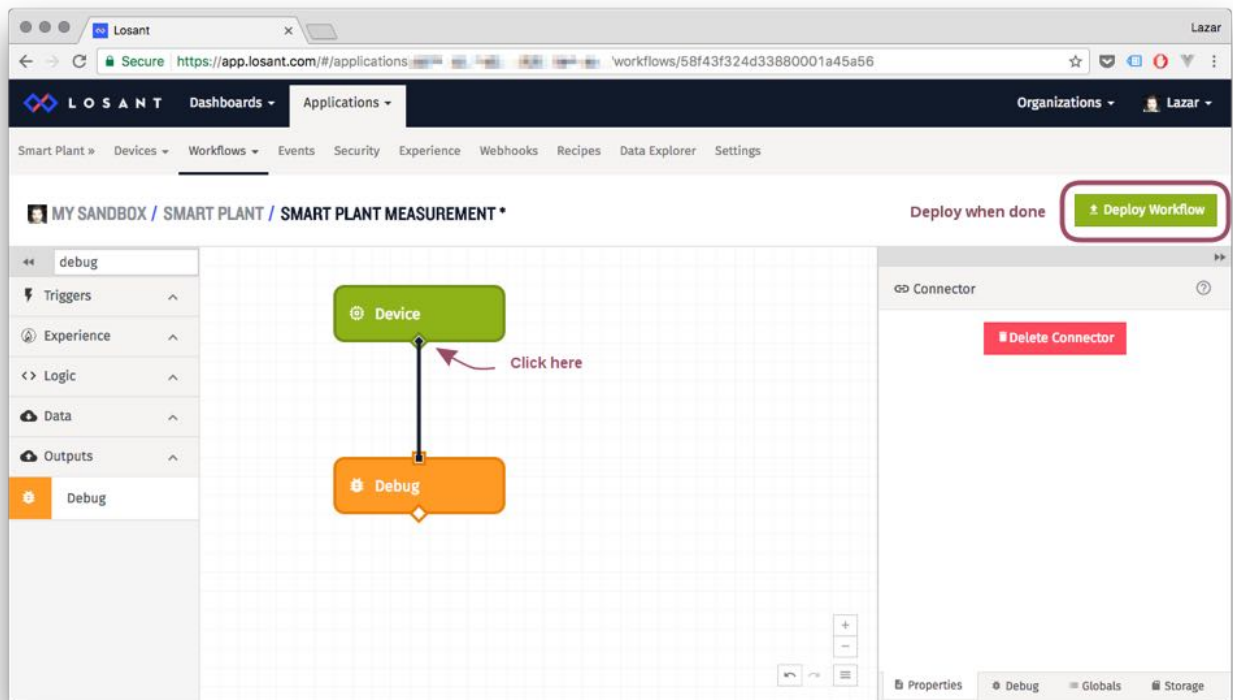 Losant
Lazar
Secure https://app.losant.com/#/applications
workflows/58f43f324d33880001a45a56
LOSANT Dashboards Applications Organizations Lazar
Smart Plant » Devices Workflows Events Security Experience Webhooks Recipes Data Explorer Settings
MY SANDBOX / SMART PLANT / SMART PLANT MEASUREMENT *
Deploy when done
Deploy Workflow
debug
Triggers
Experience
Logic
Data
Outputs
Debug
Device
Click here
Debug
Connector
Delete Connector
Properties Debug Globals Storage